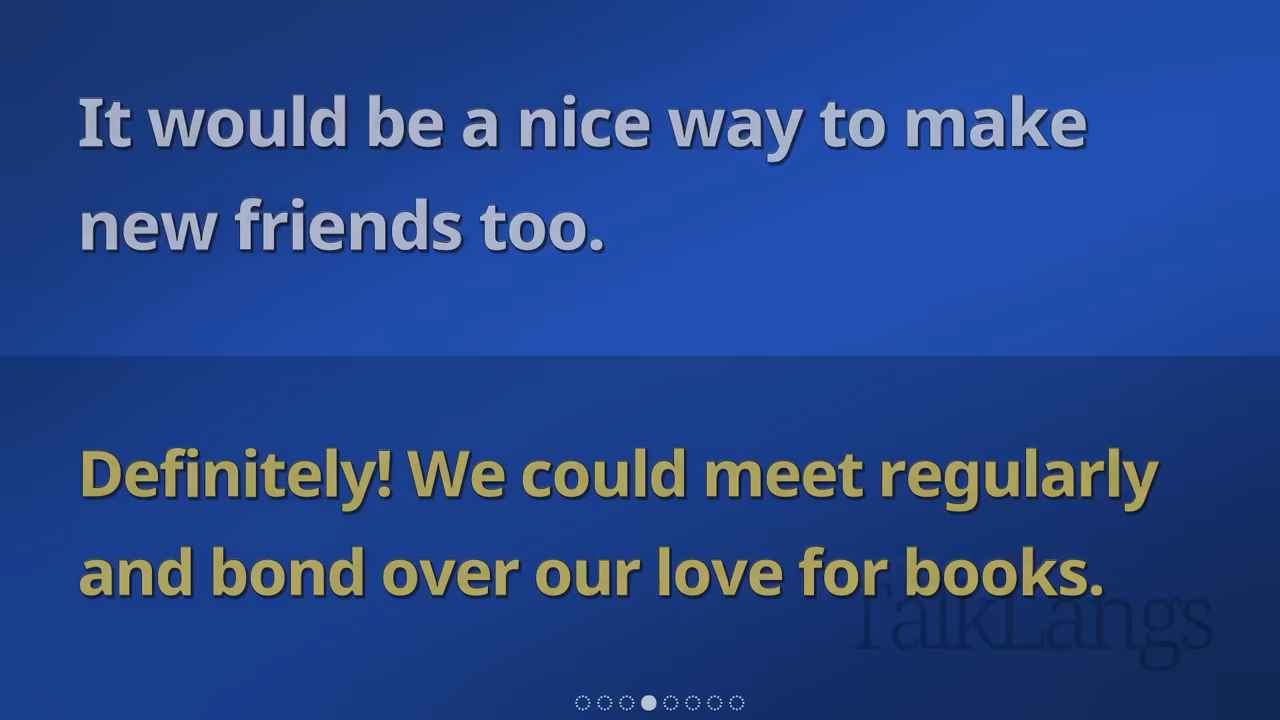 It would be a nice way to make
new friends too.
Definitely! We could meet regularly
and bond over our love for books.
TalkLangs